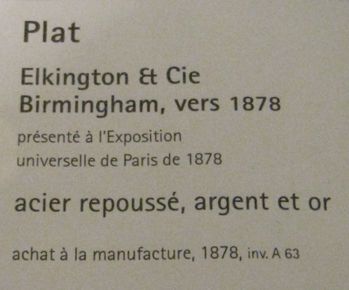 Plat
Elkington & Cie
Birmingham, vers 1878
présenté à l'Exposition
universelle de Paris de 1878
acier repoussé, argent et or
achat à la manufacture, 1878, inv. A 63